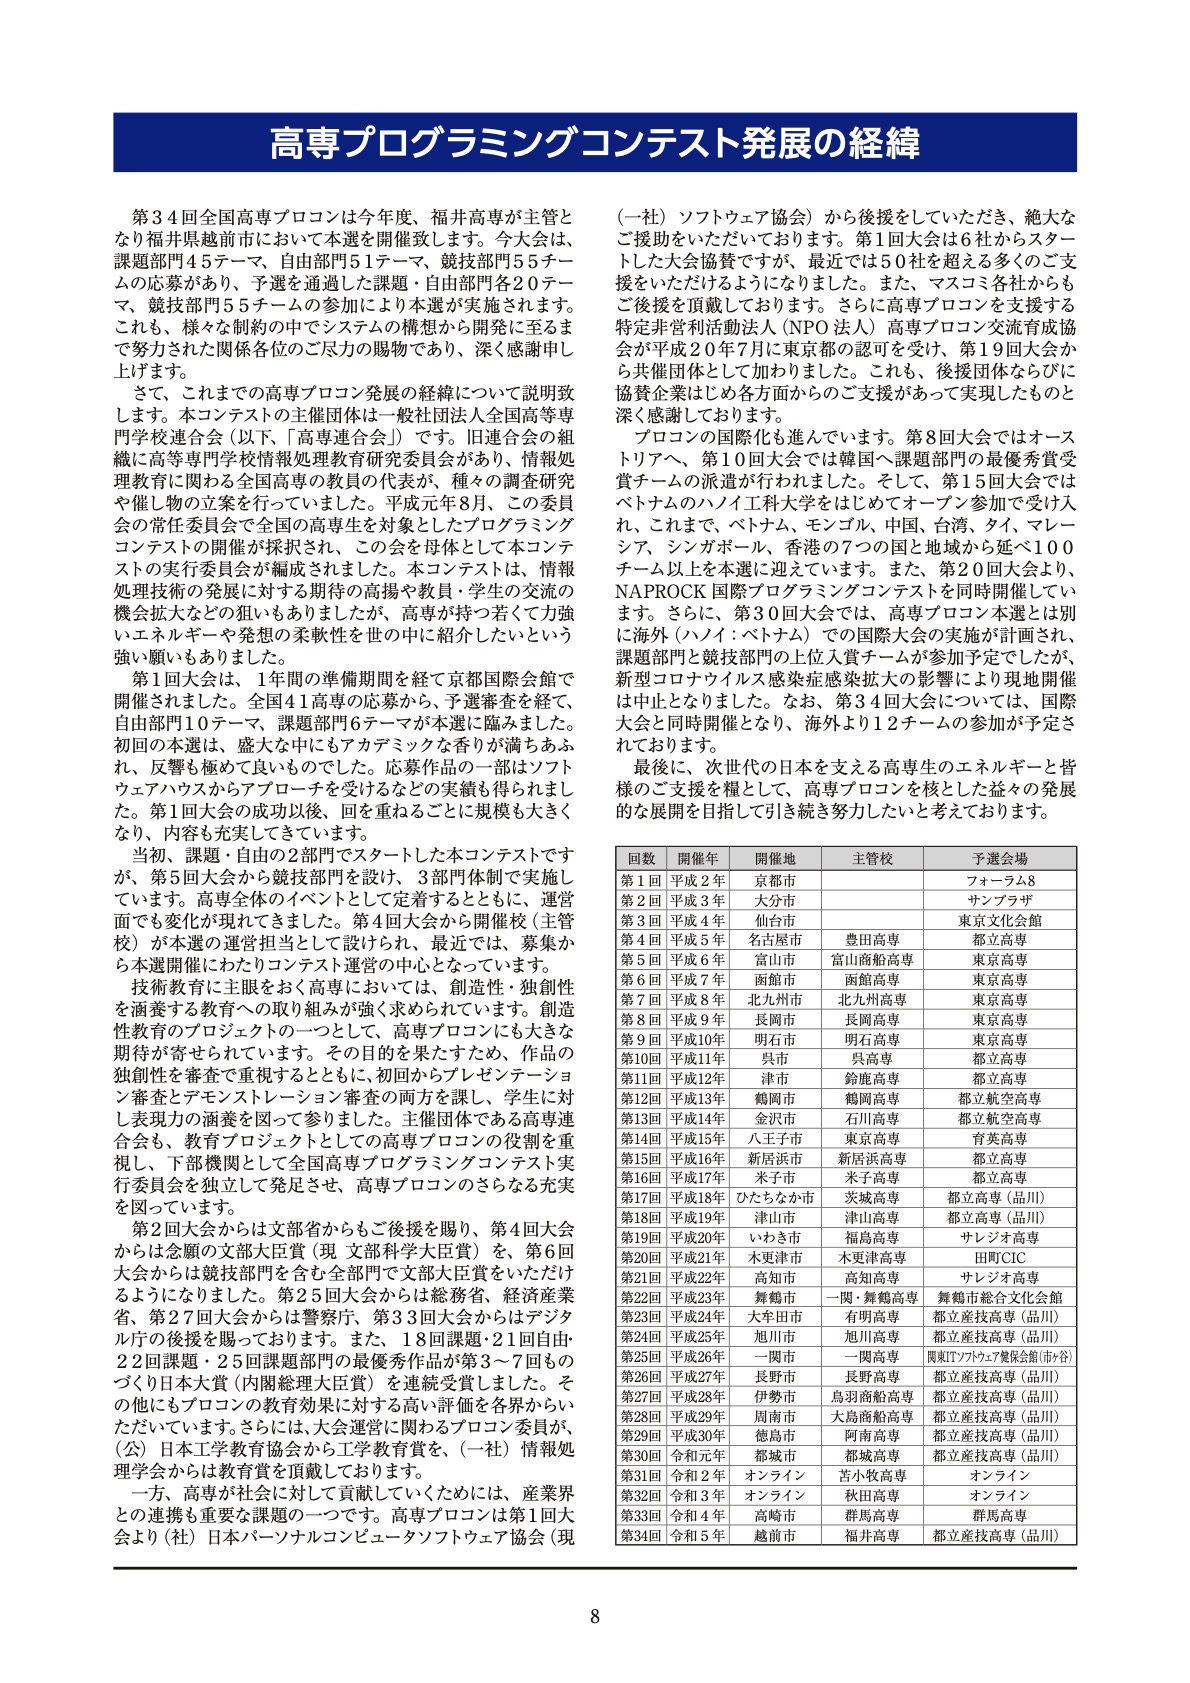 高専プログラミングコンテスト発展の経緯
第３４回全国高専プロコンは今年度、福井高専が主管と
なり福井県越前市において本選を開催致します。今大会は、
課題部門４５テーマ、自由部門５１テーマ、競技部門５５チー
ムの応募があり、予選を通過した課題・自由部門各２０テー
マ、競技部門５５チームの参加により本選が実施されます。
これも、様々な制約の中でシステムの構想から開発に至るま
で努力された関係各位のご尽力の賜物であり、深く感謝申し
上げます。
さて、これまでの高専プロコン発展の経緯について説明致
します。本コンテストの主催団体は一般社団法人全国高等専
門学校連合会（以下、「高専連合会」）です。旧連合会の組
織に高等専門学校情報処理教育研究委員会があり、情報処
理教育に関わる全国高専の教員の代表が、種々の調査研究
や催し物の立案を行っていました。平成元年８月、この委員
会の常任委員会で全国の高専生を対象としたプログラミング
コンテストの開催が採択され、この会を母体として本コンテ
ストの実行委員会が編成されました。本コンテストは、情報
処理技術の発展に対する期待の高揚や教員・学生の交流の
機会拡大などの狙いもありましたが、高専が持つ若くて力強
いエネルギーや発想の柔軟性を世の中に紹介したいという
強い願いもありました。
第１回大会は、１年間の準備期間を経て京都国際会館で
開催されました。全国４１高専の応募から、予選審査を経て、
自由部門１０テーマ、課題部門６テーマが本選に臨みました。
初回の本選は、盛大な中にもアカデミックな香りが満ちあふ
れ、反響も極めて良いものでした。応募作品の一部はソフト
ウェアハウスからアプローチを受けるなどの実績も得られまし
た。第１回大会の成功以後、回を重ねるごとに規模も大きく
なり、内容も充実してきています。
当初、課題・自由の２部門でスタートした本コンテストです
が、第５回大会から競技部門を設け、３部門体制で実施し
ています。高専全体のイベントとして定着するとともに、運営
面でも変化が現れてきました。第４回大会から開催校（主管
校）が本選の運営担当として設けられ、最近では、募集か
ら本選開催にわたりコンテスト運営の中心となっています。
技術教育に主眼をおく高専においては、創造性・独創性
を涵養する教育への取り組みが強く求められています。創造
性教育のプロジェクトの一つとして、高専プロコンにも大きな
期待が寄せられています。その目的を果たすため、作品の
独創性を審査で重視するとともに、初回からプレゼンテーショ
ン審査とデモンストレーション審査の両方を課し、学生に対
し表現力の涵養を図って参りました。主催団体である高専連
合会も、教育プロジェクトとしての高専プロコンの役割を重
視し、下部機関として全国高専プログラミングコンテスト実
行委員会を独立して発足させ、高専プロコンのさらなる充実
を図っています。
第２回大会からは文部省からもご後援を賜り、第４回大会
からは念願の文部大臣賞（現 文部科学大臣賞）を、第６回
大会からは競技部門を含む全部門で文部大臣賞をいただけ
るようになりました。第２５回大会からは総務省、経済産業
省、第２７回大会からは警察庁、第３３回大会からはデジタ
ル庁の後援を賜っております。また、１８回課題・２１回自由・
２２回課題・２５回課題部門の最優秀作品が第３～７回もの
づくり日本大賞（内閣総理大臣賞）を連続受賞しました。そ
の他にもプロコンの教育効果に対する高い評価を各界からい
ただいています。さらには、大会運営に関わるプロコン委員が、
（公）日本工学教育協会から工学教育賞を、（一社）情報処
理学会からは教育賞を頂戴しております。
一方、高専が社会に対して貢献していくためには、産業界
との連携も重要な課題の一つです。高専プロコンは第１回大
会より（社）日本パーソナルコンピュータソフトウェア協会（現
（一社）ソフトウェア協会）から後援をしていただき、絶大な
ご援助をいただいております。第１回大会は６社からスター
トした大会協賛ですが、最近では５０社を超える多くのご支
援をいただけるようになりました。また、マスコミ各社からも
ご後援を頂戴しております。さらに高専プロコンを支援する
特定非営利活動法人（NPO 法人）高専プロコン交流育成協
会が平成２０年７月に東京都の認可を受け、第１９回大会か
ら共催団体として加わりました。これも、後援団体ならびに
協賛企業はじめ各方面からのご支援があって実現したものと
深く感謝しております。
プロコンの国際化も進んでいます。第８回大会ではオース
トリアへ、第１０回大会では韓国へ課題部門の最優秀賞受
賞チームの派遣が行われました。そして、第１５回大会では
ベトナムのハノイ工科大学をはじめてオープン参加で受け入
れ、これまで、ベトナム、モンゴル、中国、台湾、タイ、マレー
シア、シンガポール、香港の７つの国と地域から延べ１００
チーム以上を本選に迎えています。また、第２０回大会より、
NAPROCK 国際プログラミングコンテストを同時開催してい
ます。さらに、第３０回大会では、高専プロコン本選とは別
に海外（ハノイ：ベトナム）での国際大会の実施が計画され、
課題部門と競技部門の上位入賞チームが参加予定でしたが、
新型コロナウイルス感染症感染拡大の影響により現地開催
は中止となりました。なお、第３４回大会については、国際
大会と同時開催となり、海外より１２チームの参加が予定さ
れております。
最後に、次世代の日本を支える高専生のエネルギーと皆
様のご支援を糧として、高専プロコンを核とした益々の発展
的な展開を目指して引き続き努力したいと考えております。
回数 開催年 開催地 主管校 予選会場
第１回 平成２年 京都市 フォーラム8
第２回 平成３年 大分市 サンプラザ
第３回 平成４年 仙台市 東京文化会館
第４回 平成５年 名古屋市 豊田高専 都立高専
第５回 平成６年 富山市 富山商船高専 東京高専
第６回 平成７年 函館市 函館高専 東京高専
第７回 平成８年 北九州市 北九州高専 東京高専
第８回 平成９年 長岡市 長岡高専 東京高専
第９回 平成10年 明石市 明石高専 東京高専
第10回 平成11年 呉市 呉高専 都立高専
第11回 平成12年 津市 鈴鹿高専 都立高専
第12回 平成13年 鶴岡市 鶴岡高専 都立航空高専
第13回 平成14年 金沢市 石川高専 都立航空高専
第14回 平成15年 八王子市 東京高専 育英高専
第15回 平成16年 新居浜市 新居浜高専 都立高専
第16回 平成17年 米子市 米子高専 都立高専
第17回 平成18年 ひたちなか市 茨城高専 都立高専（品川）
第18回 平成19年 津山市 津山高専 都立高専（品川）
第19回 平成20年 いわき市 福島高専 サレジオ高専
第20回 平成21年 木更津市 木更津高専 田町CIC
第21回 平成22年 高知市 高知高専 サレジオ高専
第22回 平成23年 舞鶴市 一関・舞鶴高専 舞鶴市総合文化会館
第23回 平成24年 大牟田市 有明高専 都立産技高専（品川）
第24回 平成25年 旭川市 旭川高専 都立産技高専（品川）
第25回 平成26年 一関市 一関高専 関東ITソフトウェア健保会館(市ヶ谷)
第26回 平成27年 長野市 長野高専 都立産技高専（品川）
第27回 平成28年 伊勢市 鳥羽商船高専 都立産技高専（品川）
第28回 平成29年 周南市 大島商船高専 都立産技高専（品川）
第29回 平成30年 徳島市 阿南高専 都立産技高専（品川）
第30回 令和元年 都城市 都城高専 都立産技高専（品川）
第31回 令和２年 オンライン 苫小牧高専 オンライン
第32回 令和３年 オンライン 秋田高専 オンライン
第33回 令和４年 高崎市 群馬高専 群馬高専
第34回 令和５年 越前市 福井高専 都立産技高専（品川）
8